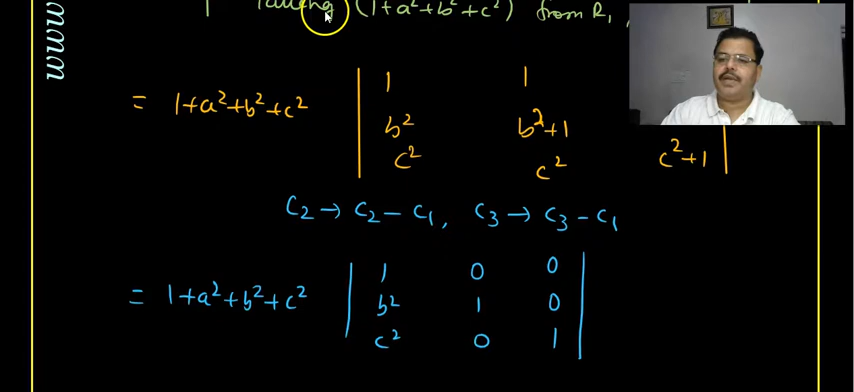 www
Taking (1+a²+b²+c²) from R₁,
= 1+a²+b²+c² | 1 1
b² b²+1
c² c² c²+1 |
C₂ → C₂ − C₁, C₃ → C₃ − C₁
= 1+a²+b²+c² | 1 0 0 |
b² 1 0
c² 0 1